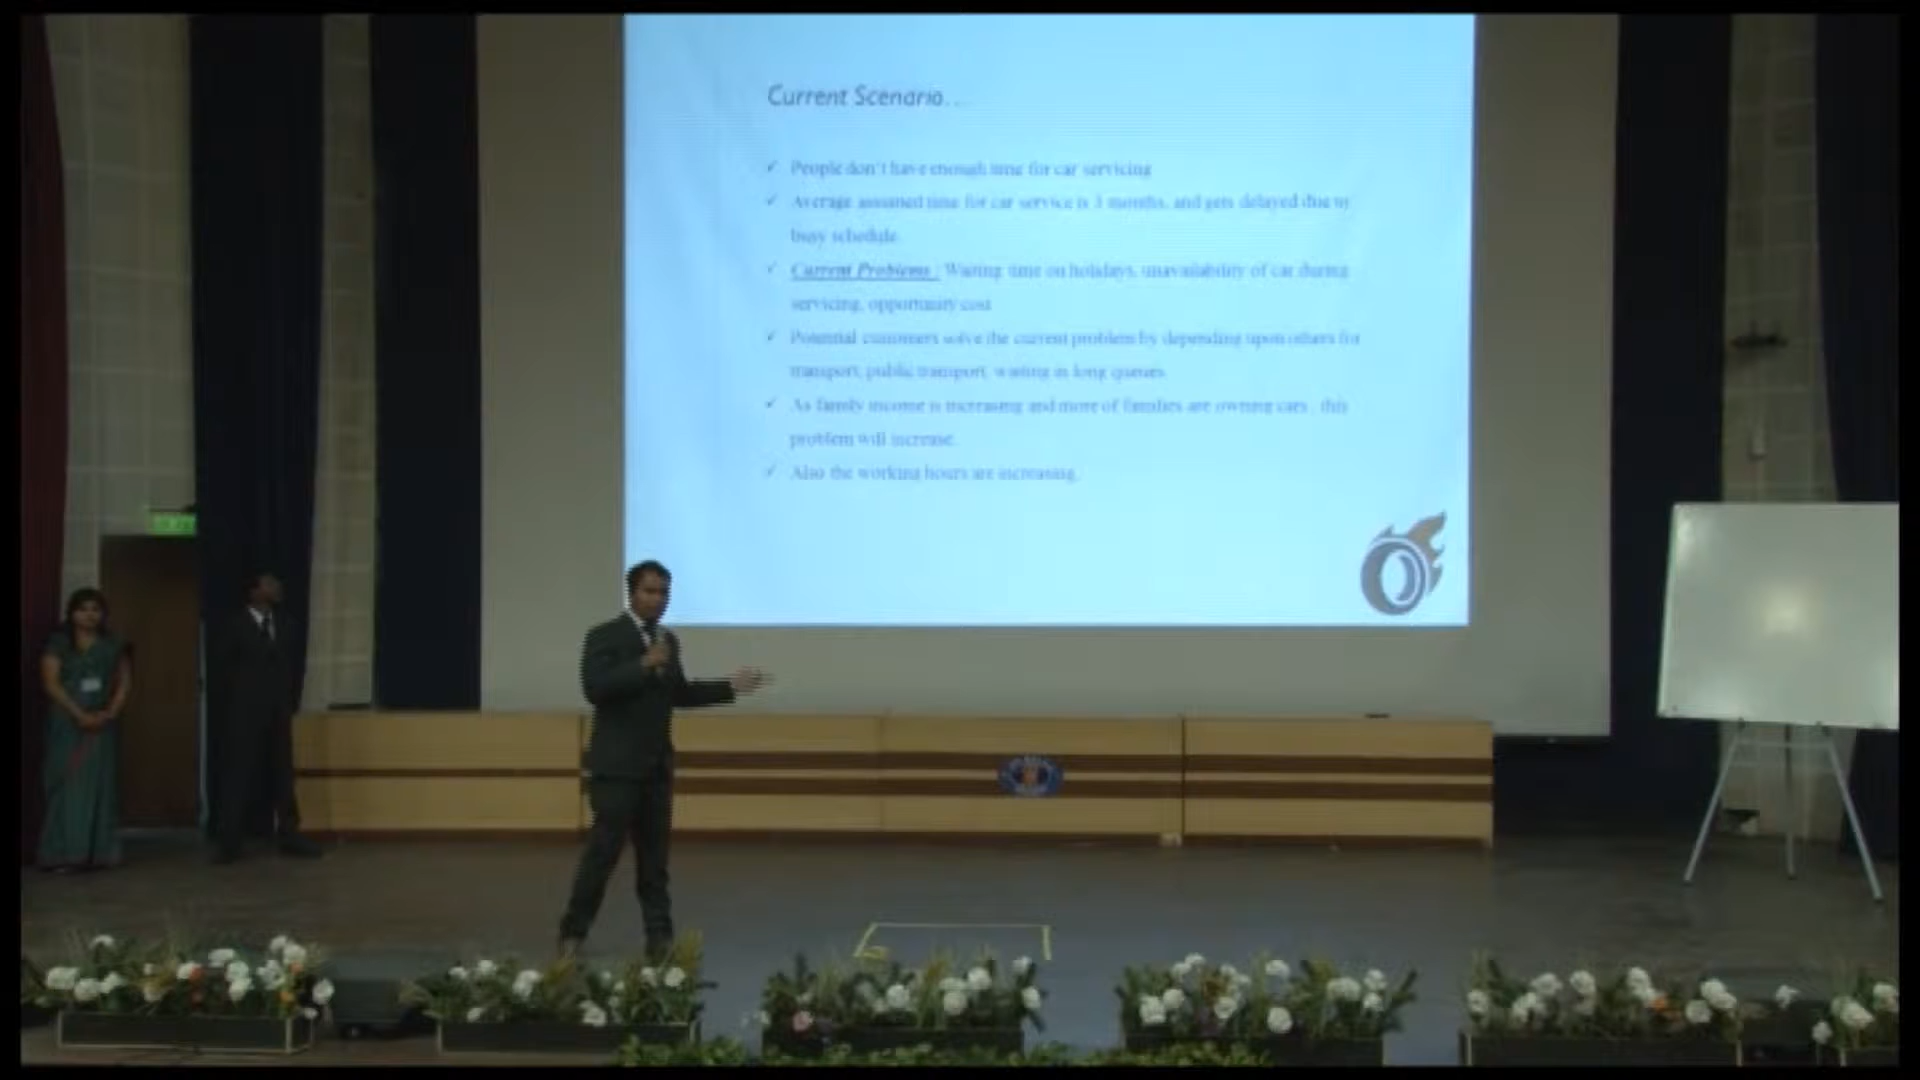 Current Scenario...
✓ People don't have enough time for car servicing
✓ Average assumed time for car service is 3 months, and gets delayed due to
busy schedule.
✓ Current Problems : Waiting time on holidays, unavailability of car during
servicing, opportunity cost
✓ Potential customers solve the current problem by depending upon others for
transport, public transport, waiting in long queues.
✓ As family income is increasing and more of families are owning cars, this
problem will increase.
✓ Also the working hours are increasing.